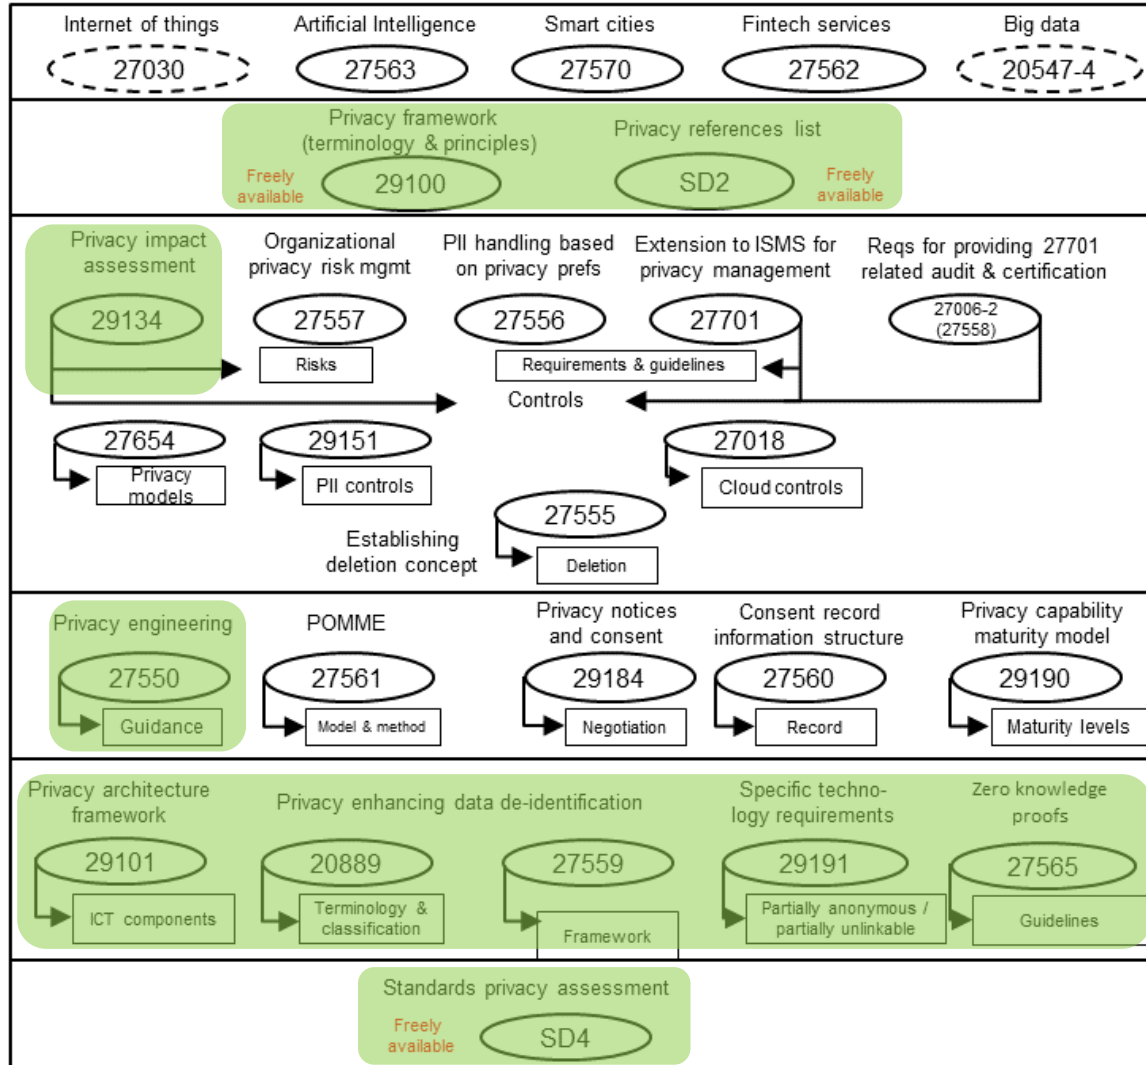 Internet of things
Artificial Intelligence
Smart cities
Fintech services
Big data
27030
27563
27570
27562
20547-4
Privacy framework
(terminology & principles)
Privacy references list
Freely
available
29100
SD2
Freely
available
Privacy impact
assessment
Organizational
privacy risk mgmt
PII handling based
on privacy prefs
Extension to ISMS for
privacy management
Reqs for providing 27701
related audit & certification
29134
27557
27556
27701
27006-2
(27558)
Risks
Requirements & guidelines
Controls
27654
29151
27018
Privacy
models
PII controls
Cloud controls
27555
Establishing
deletion concept
Deletion
Privacy engineering
POMME
Privacy notices
and consent
Consent record
information structure
Privacy capability
maturity model
27550
27561
29184
27560
29190
Guidance
Model & method
Negotiation
Record
Maturity levels
Privacy architecture
framework
Privacy enhancing data de-identification
Specific techno-
logy requirements
Zero knowledge
proofs
29101
20889
27559
29191
27565
ICT components
Terminology &
classification
Framework
Partially anonymous /
partially unlinkable
Guidelines
Standards privacy assessment
Freely
available
SD4